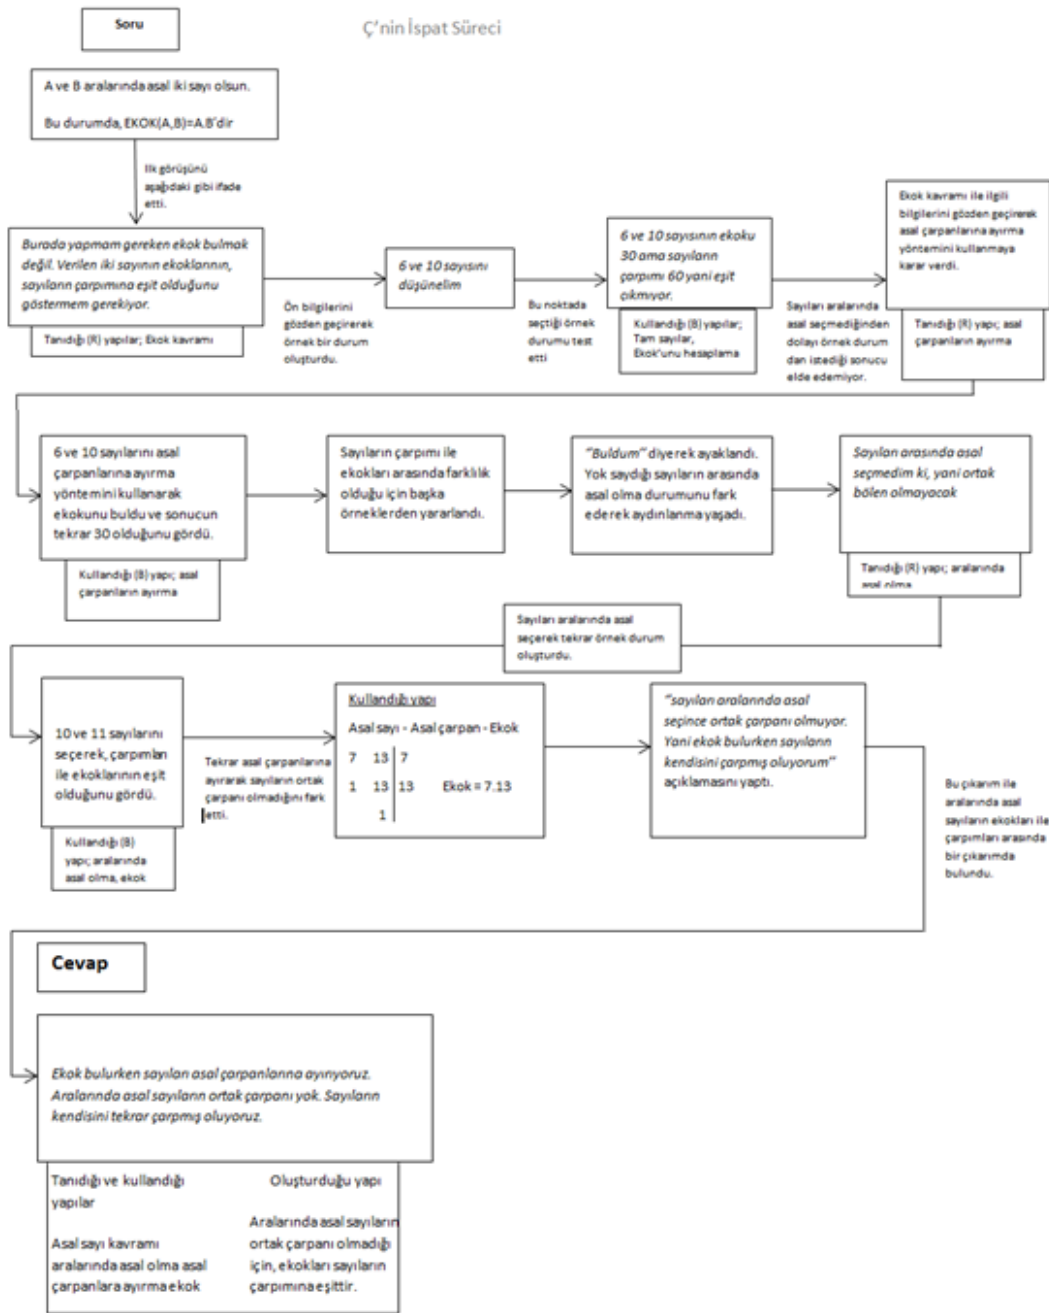 Soru
Ç'nin İspat Süreci
A ve B aralarında asal iki sayı olsun.
Bu durumda, EKOK(A,B)=A.B'dir
Ilk görüşünü
aşağıdaki gibi ifade
etti.
Burada yapmam gereken ekok bulmak
değil. Verilen iki sayının ekoklarının,
sayıların çarpımına eşit olduğunu
göstermem gerekiyor.
Tanıdığı (R) yapılar; Ekok kavramı
Ön bilgilerini
gözden geçirerek
örnek bir durum
oluşturdu.
6 ve 10 sayısını
düşünelim
Bu noktada
seçtiği örnek
durumu test
etti
6 ve 10 sayısının ekoku
30 ama sayıların
çarpımı 60 yani eşit
çıkmıyor.
Kullandığı (B) yapılar;
Tam sayılar,
Ekok'unu hesaplama
Sayıları aralarında
asal seçmediğinden
dolayı örnek durum
dan istediği sonucu
elde edemiyor.
Ekok kavramı ile ilgili
bilgilerini gözden geçirerek
asal çarpanlarına ayırma
yöntemini kullanmaya
karar verdi.
Tanıdığı (R) yapı; asal
çarpanların ayırma
6 ve 10 sayılarını asal
çarpanlarına ayırma
yöntemini kullanarak
ekokunu buldu ve sonucun
tekrar 30 olduğunu gördü.
Kullandığı (B) yapı; asal
çarpanların ayırma
Sayıların çarpımı ile
ekokları arasında farklılık
olduğu için başka
örneklerden yararlandı.
"Buldum" diyerek ayaklandı.
Yok saydığı sayıların arasında
asal olma durumunu fark
ederek aydınlanma yaşadı.
Sayıları arasında asal
seçmedim ki, yani ortak
bölen olmayacak
Tanıdığı (R) yapı; aralarında
asal olma
Sayıları aralarında asal
seçerek tekrar örnek durum
oluşturdu.
10 ve 11 sayılarını
seçerek, çarpımları
ile ekoklarının eşit
olduğunu gördü.
Kullandığı (B)
yapı; aralarında
asal olma, ekok
Tekrar asal çarpanlarına
ayırarak sayıların ortak
çarpanı olmadığını fark
etti.
Kullandığı yapı
Asal sayı - Asal çarpan - Ekok
7 13 7
1 13 13 Ekok = 7.13
1
"sayıları aralarında asal
seçince ortak çarpanı olmuyor.
Yani ekok bulurken sayıların
kendisini çarpmış oluyorum"
açıklamasını yaptı.
Bu çıkarım ile
aralarında asal
sayıların ekokları ile
çarpımları arasında
bir çıkarımda
bulundu.
Cevap
Ekok bulurken sayıları asal çarpanlarına ayırıyoruz.
Aralarında asal sayıların ortak çarpanı yok. Sayıların
kendisini tekrar çarpmış oluyoruz.
Tanıdığı ve kullandığı
yapılar
Asal sayı kavramı
aralarında asal olma asal
çarpanlara ayırma ekok
Oluşturduğu yapı
Aralarında asal sayıların
ortak çarpanı olmadığı
için, ekokları sayıların
çarpımına eşittir.